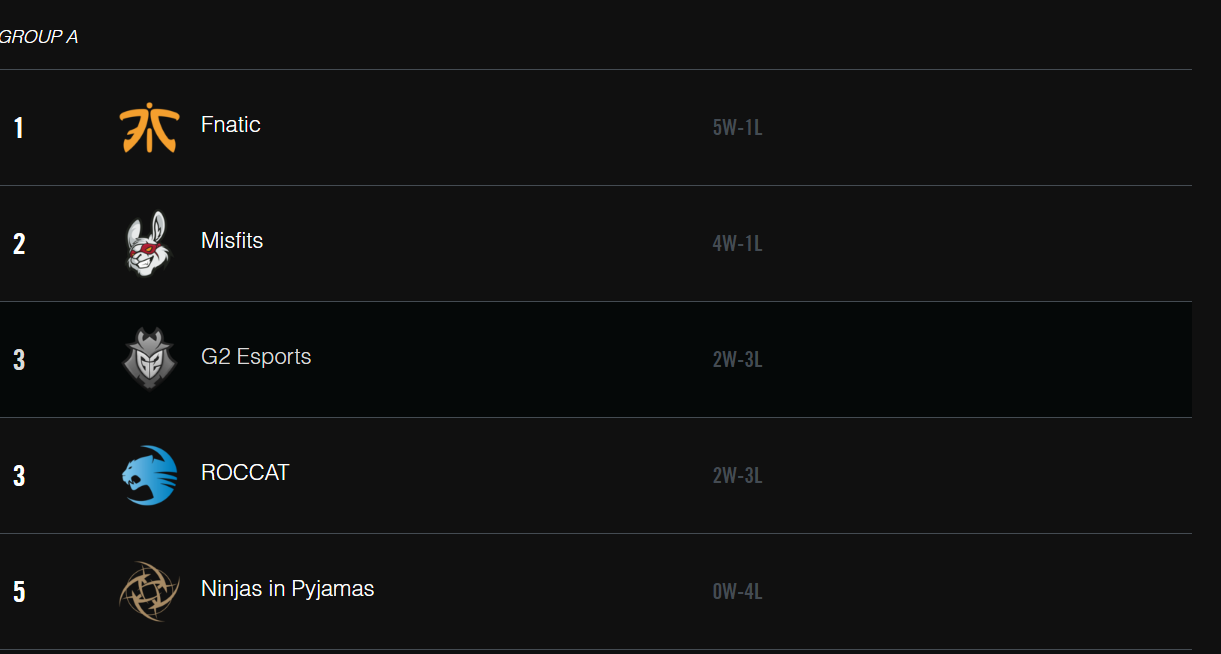 GROUP A
1 Fnatic 5W-1L
2 Misfits 4W-1L
3 G2 Esports 2W-3L
3 ROCCAT 2W-3L
5 Ninjas in Pyjamas 0W-4L